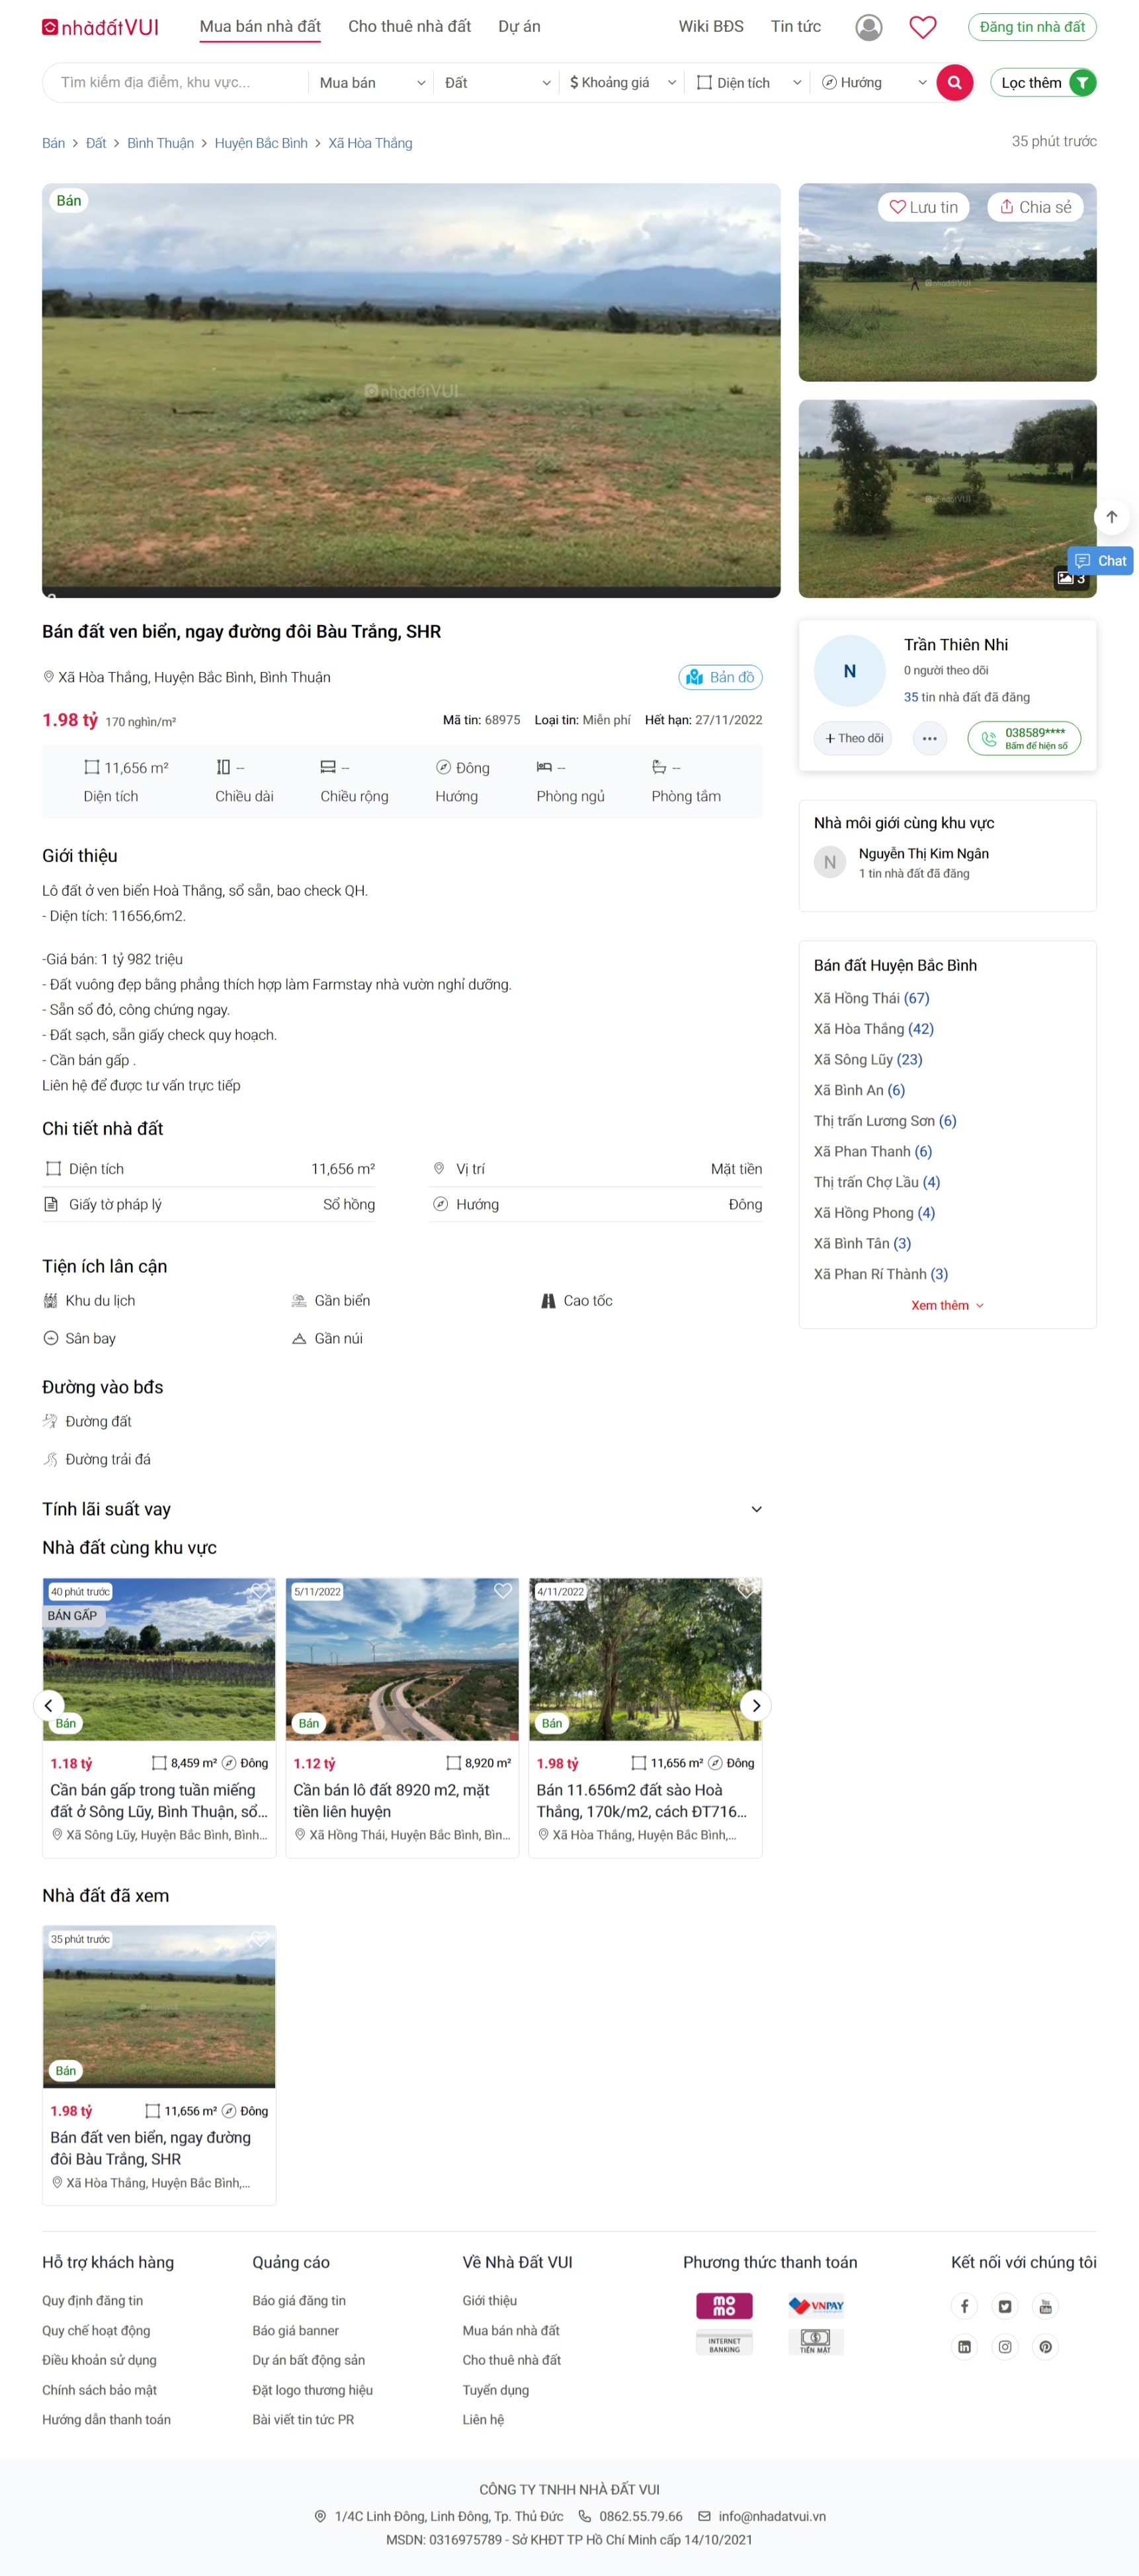 nhàđấtVUI
Mua bán nhà đất Cho thuê nhà đất Dự án Wiki BĐS Tin tức Đăng tin nhà đất
Tìm kiếm địa điểm, khu vực... Mua bán Đất $ Khoảng giá Diện tích Hướng Lọc thêm
Bán > Đất > Bình Thuận > Huyện Bắc Bình > Xã Hòa Thắng 35 phút trước
Bán
Lưu tin Chia sẻ
nhàđấtVUI
nhàđấtVUI
nhàđấtVUI
3
Chat
Bán đất ven biển, ngay đường đôi Bàu Trắng, SHR
Xã Hòa Thắng, Huyện Bắc Bình, Bình Thuận Bản đồ
1.98 tỷ 170 nghìn/m² Mã tin: 68975 Loại tin: Miễn phí Hết hạn: 27/11/2022
11,656 m² -- -- Đông -- --
Diện tích Chiều dài Chiều rộng Hướng Phòng ngủ Phòng tắm
N
Trần Thiên Nhi
0 người theo dõi
35 tin nhà đất đã đăng
+ Theo dõi ••• 038589****
Bấm để hiện số
Nhà môi giới cùng khu vực
N
Nguyễn Thị Kim Ngân
1 tin nhà đất đã đăng
Giới thiệu
Lô đất ở ven biển Hoà Thắng, sổ sẵn, bao check QH.
- Diện tích: 11656,6m2.
-Giá bán: 1 tỷ 982 triệu
- Đất vuông đẹp bằng phẳng thích hợp làm Farmstay nhà vườn nghỉ dưỡng.
- Sẵn sổ đỏ, công chứng ngay.
- Đất sạch, sẵn giấy check quy hoạch.
- Cần bán gấp .
Liên hệ để được tư vấn trực tiếp
Bán đất Huyện Bắc Bình
Xã Hồng Thái (67)
Xã Hòa Thắng (42)
Xã Sông Lũy (23)
Xã Bình An (6)
Thị trấn Lương Sơn (6)
Xã Phan Thanh (6)
Thị trấn Chợ Lầu (4)
Xã Hồng Phong (4)
Xã Bình Tân (3)
Xã Phan Rí Thành (3)
Xem thêm
Chi tiết nhà đất
Diện tích 11,656 m² Vị trí Mặt tiền
Giấy tờ pháp lý Sổ hồng Hướng Đông
Tiện ích lân cận
Khu du lịch Gần biển Cao tốc
Sân bay Gần núi
Đường vào bđs
Đường đất
Đường trải đá
Tính lãi suất vay
Nhà đất cùng khu vực
40 phút trước
BÁN GẤP
Bán
1.18 tỷ 8,459 m² Đông
Cần bán gấp trong tuần miếng
đất ở Sông Lũy, Bình Thuận, sổ...
Xã Sông Lũy, Huyện Bắc Bình, Bình...
5/11/2022
Bán
1.12 tỷ 8,920 m²
Cần bán lô đất 8920 m2, mặt
tiền liên huyện
Xã Hồng Thái, Huyện Bắc Bình, Bìn...
4/11/2022
Bán
1.98 tỷ 11,656 m² Đông
Bán 11.656m2 đất sào Hoà
Thắng, 170k/m2, cách ĐT716...
Xã Hòa Thắng, Huyện Bắc Bình,...
Nhà đất đã xem
35 phút trước
Bán
1.98 tỷ 11,656 m² Đông
Bán đất ven biển, ngay đường
đôi Bàu Trắng, SHR
Xã Hòa Thắng, Huyện Bắc Bình,...
Hỗ trợ khách hàng
Quy định đăng tin
Quy chế hoạt động
Điều khoản sử dụng
Chính sách bảo mật
Hướng dẫn thanh toán
Quảng cáo
Báo giá đăng tin
Báo giá banner
Dự án bất động sản
Đặt logo thương hiệu
Bài viết tin tức PR
Về Nhà Đất VUI
Giới thiệu
Mua bán nhà đất
Cho thuê nhà đất
Tuyển dụng
Liên hệ
Phương thức thanh toán
mo
mo
VNPAY
INTERNET
BANKING
TIỀN MẶT
Kết nối với chúng tôi
CÔNG TY TNHH NHÀ ĐẤT VUI
1/4C Linh Đông, Linh Đông, Tp. Thủ Đức 0862.55.79.66 info@nhadatvui.vn
MSDN: 0316975789 - Sở KHĐT TP Hồ Chí Minh cấp 14/10/2021